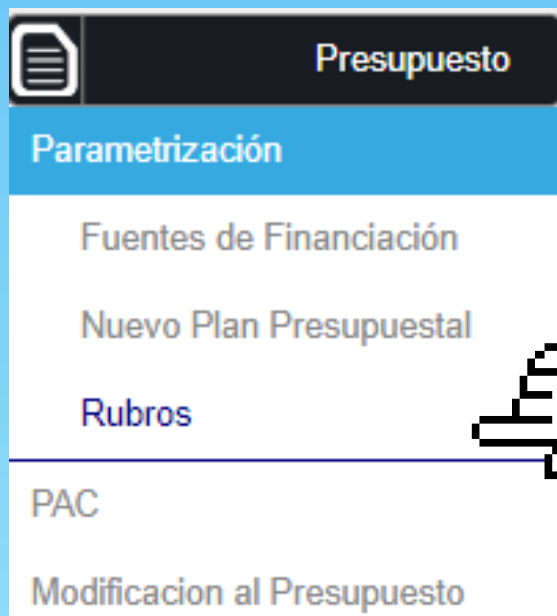 Presupuesto
Parametrización
Fuentes de Financiación
Nuevo Plan Presupuestal
Rubros
PAC
Modificacion al Presupuesto